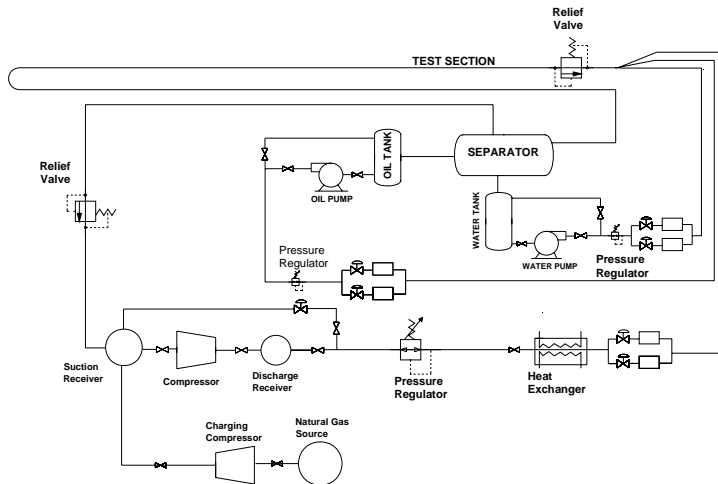 Relief
Valve
TEST SECTION
OIL TANK
SEPARATOR
Relief
Valve
OIL PUMP
WATER TANK
WATER PUMP
Pressure
Regulator
Pressure
Regulator
Suction
Receiver
Compressor
Discharge
Receiver
Pressure
Regulator
Heat
Exchanger
Charging
Compressor
Natural Gas
Source